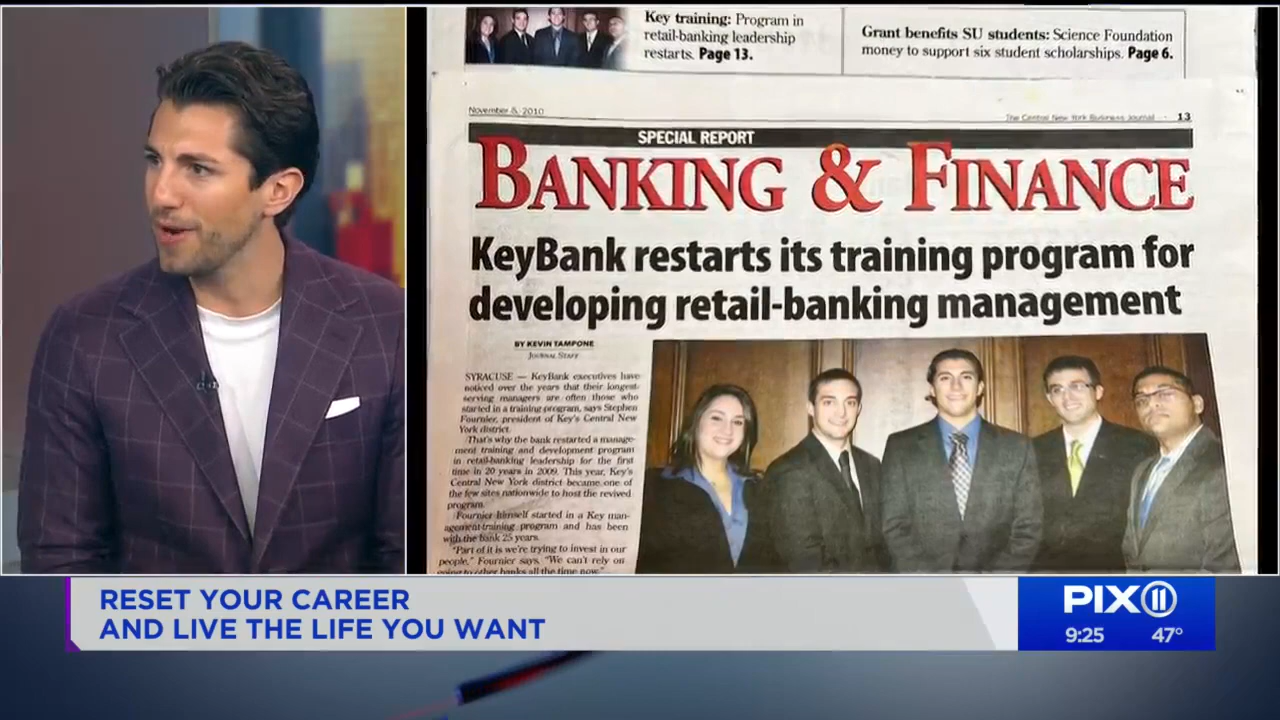 Key training: Program in
retail-banking leadership
restarts. Page 13.
Grant benefits SU students: Science Foundation
money to support six student scholarships. Page 6.
November 5, 2010
The Central New York Business Journal
13
SPECIAL REPORT
BANKING & FINANCE
KeyBank restarts its training program for
developing retail-banking management
BY KEVIN TAMPONE
JOURNAL STAFF
SYRACUSE — KeyBank executives have
noticed over the years that their longest-
serving managers are often those who
started in a training program, says Stephen
Fournier, president of Key's Central New
York district.
That's why the bank restarted a manage-
ment training and development program
in retail-banking leadership for the first
time in 20 years in 2009. This year, Key's
Central New York district became one of
the few sites nationwide to host the revived
program.
Fournier himself started in a Key man-
agement-training program and has been
with the bank 25 years.
"Part of it is we're trying to invest in our
people," Fournier says. "We can't rely on
going to other banks all the time now."
RESET YOUR CAREER
AND LIVE THE LIFE YOU WANT
PIX11
9:25 47°